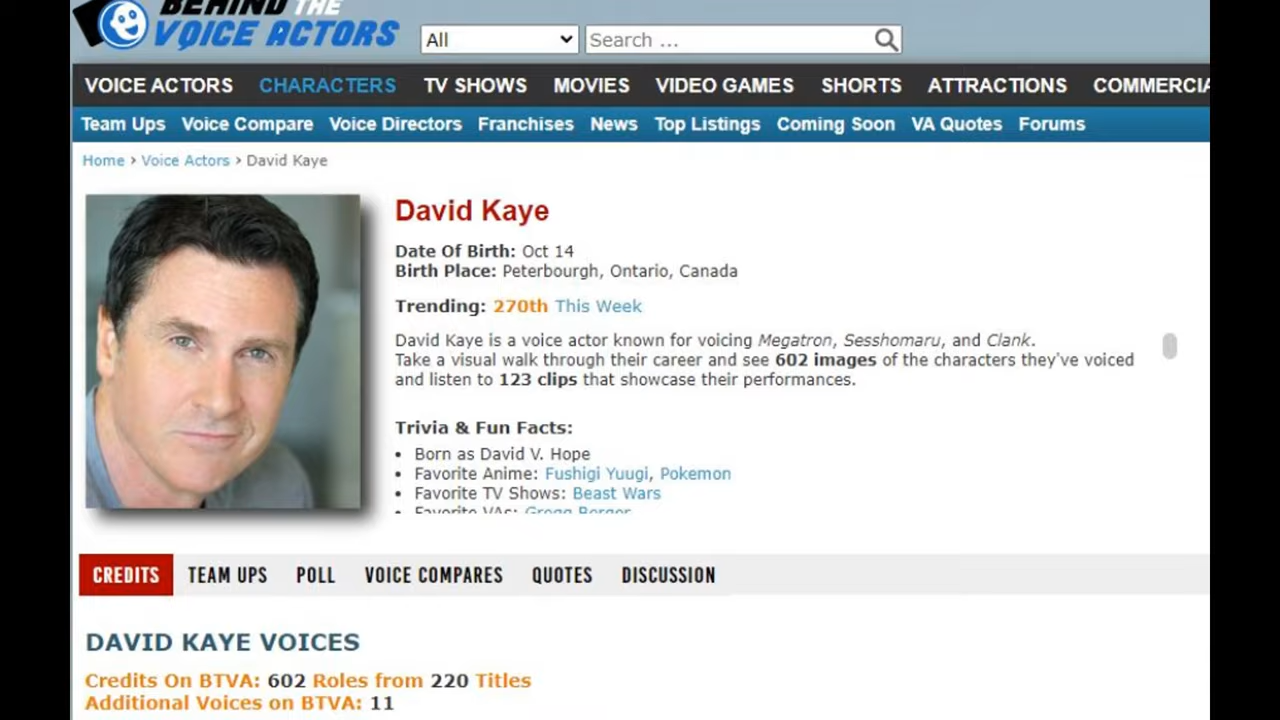 BEHIND THE
VOICE ACTORS
All
Search ...
VOICE ACTORS CHARACTERS TV SHOWS MOVIES VIDEO GAMES SHORTS ATTRACTIONS COMMERCIA
Team Ups Voice Compare Voice Directors Franchises News Top Listings Coming Soon VA Quotes Forums
Home › Voice Actors › David Kaye
David Kaye
Date Of Birth: Oct 14
Birth Place: Peterbourgh, Ontario, Canada
Trending: 270th This Week
David Kaye is a voice actor known for voicing Megatron, Sesshomaru, and Clank.
Take a visual walk through their career and see 602 images of the characters they've voiced
and listen to 123 clips that showcase their performances.
Trivia & Fun Facts:
• Born as David V. Hope
• Favorite Anime: Fushigi Yuugi, Pokemon
• Favorite TV Shows: Beast Wars
• Favorite VAs: Gregg Berger
CREDITS TEAM UPS POLL VOICE COMPARES QUOTES DISCUSSION
DAVID KAYE VOICES
Credits On BTVA: 602 Roles from 220 Titles
Additional Voices on BTVA: 11